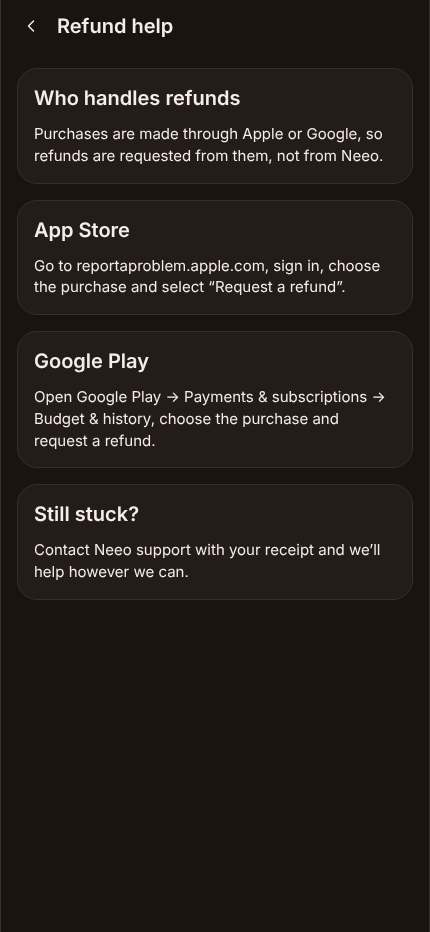 Refund help
Who handles refunds
Purchases are made through Apple or Google, so
refunds are requested from them, not from Neeo.
App Store
Go to reportaproblem.apple.com, sign in, choose
the purchase and select “Request a refund”.
Google Play
Open Google Play → Payments & subscriptions →
Budget & history, choose the purchase and
request a refund.
Still stuck?
Contact Neeo support with your receipt and we’ll
help however we can.